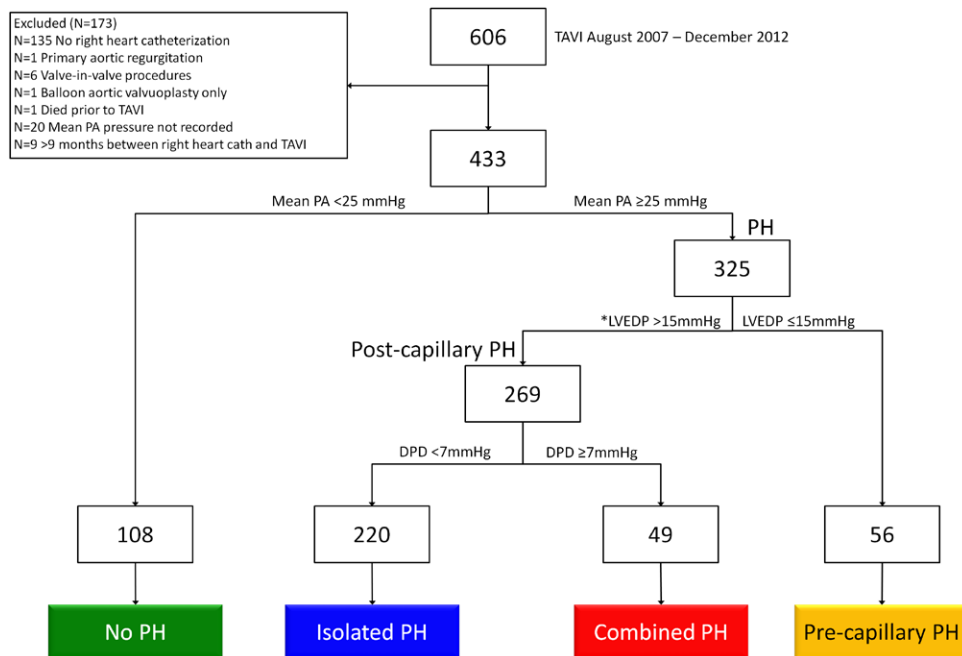 Excluded (N=173)
N=135 No right heart catheterization
N=1 Primary aortic regurgitation
N=6 Valve-in-valve procedures
N=1 Balloon aortic valvuoplasty only
N=1 Died prior to TAVI
N=20 Mean PA pressure not recorded
N=9 >9 months between right heart cath and TAVI
606
TAVI August 2007 – December 2012
433
Mean PA <25 mmHg
Mean PA ≥25 mmHg
PH
325
*LVEDP >15mmHg
LVEDP ≤15mmHg
Post-capillary PH
269
DPD <7mmHg
DPD ≥7mmHg
108
220
49
56
No PH
Isolated PH
Combined PH
Pre-capillary PH